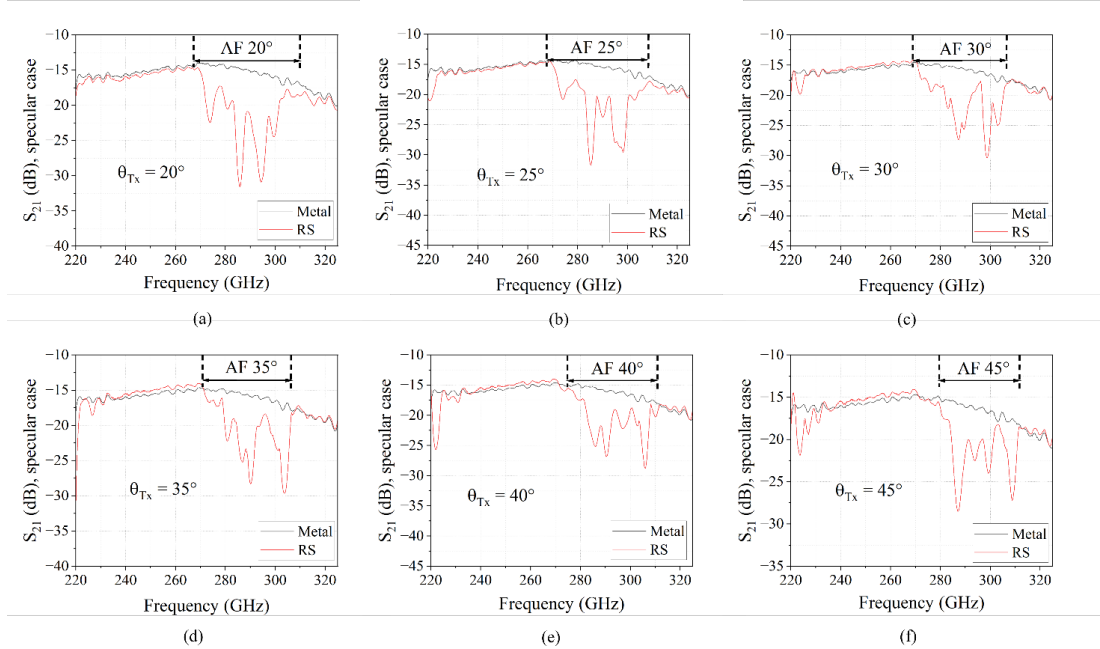 AF 20°
S21 (dB), specular case
−10
−15
−20
−25
−30
−35
−40
θTx = 20°
Metal
RS
220 240 260 280 300 320
Frequency (GHz)
(a)
AF 25°
S21 (dB), specular case
−10
−15
−20
−25
−30
−35
−40
−45
θTx = 25°
Metal
RS
220 240 260 280 300 320
Frequency (GHz)
(b)
AF 30°
S21 (dB), specular case
−10
−15
−20
−25
−30
−35
−40
−45
θTx = 30°
Metal
RS
220 240 260 280 300 320
Frequency (GHz)
(c)
AF 35°
S21 (dB), specular case
−10
−15
−20
−25
−30
−35
−40
θTx = 35°
Metal
RS
220 240 260 280 300 320
Frequency (GHz)
(d)
AF 40°
S21 (dB), specular case
−10
−15
−20
−25
−30
−35
−40
−45
θTx = 40°
Metal
RS
220 240 260 280 300 320
Frequency (GHz)
(e)
AF 45°
S21 (dB), specular case
−10
−15
−20
−25
−30
−35
θTx = 45°
Metal
RS
220 240 260 280 300 320
Frequency (GHz)
(f)